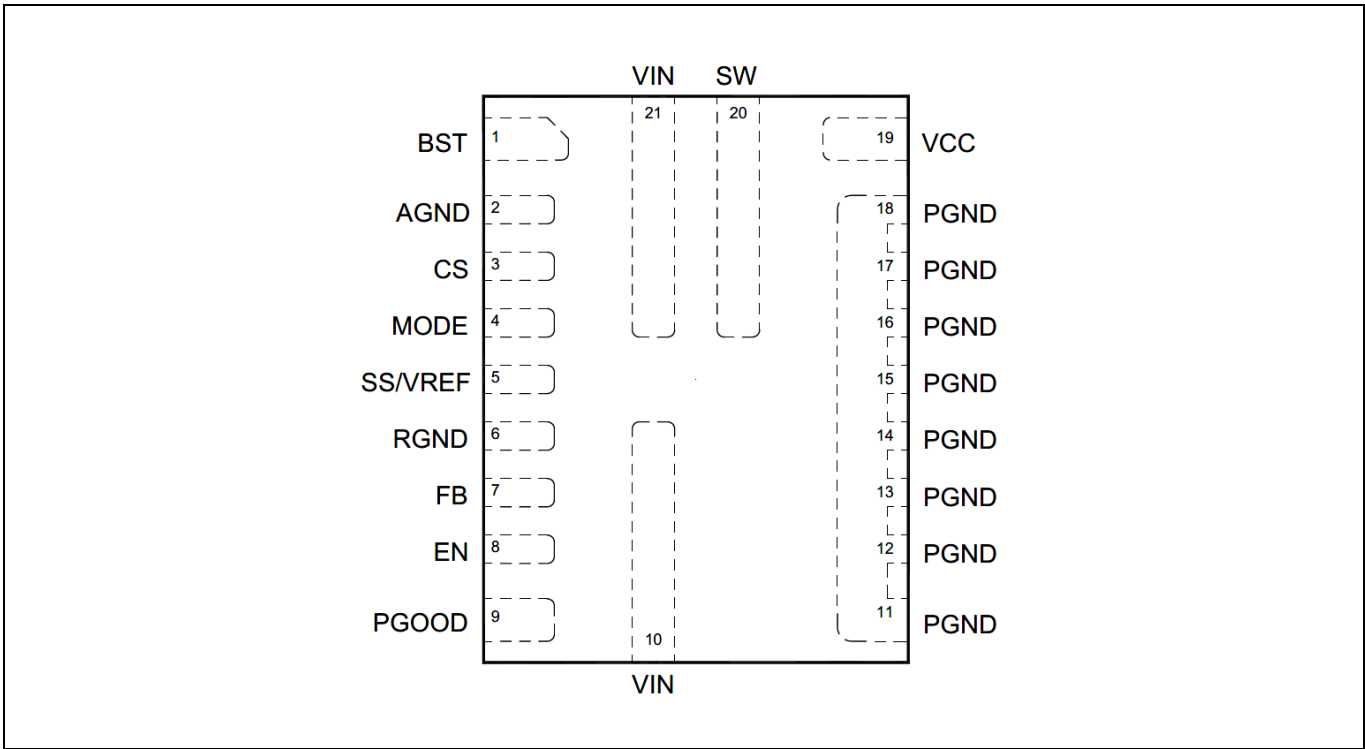 VIN SW
21 20
BST 1 19 VCC
AGND 2 18 PGND
CS 3 17 PGND
MODE 4 16 PGND
SS/VREF 5 15 PGND
RGND 6 14 PGND
FB 7 13 PGND
EN 8 12 PGND
PGOOD 9 11 PGND
10
VIN